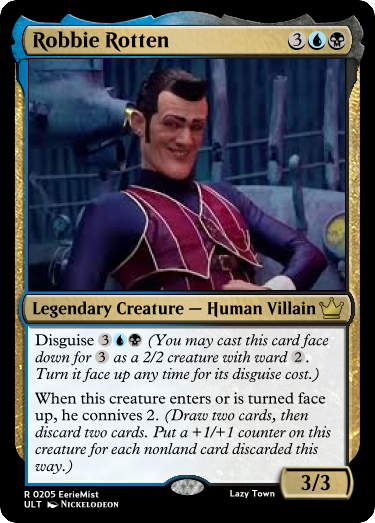 Robbie Rotten 3
Legendary Creature — Human Villain
Disguise 3 (You may cast this card face
down for 3 as a 2/2 creature with ward 2.
Turn it face up any time for its disguise cost.)
When this creature enters or is turned face
up, he connives 2. (Draw two cards, then
discard two cards. Put a +1/+1 counter on this
creature for each nonland card discarded this
way.)
3/3
R 0205 EerieMist
ULT Nickelodeon
Lazy Town